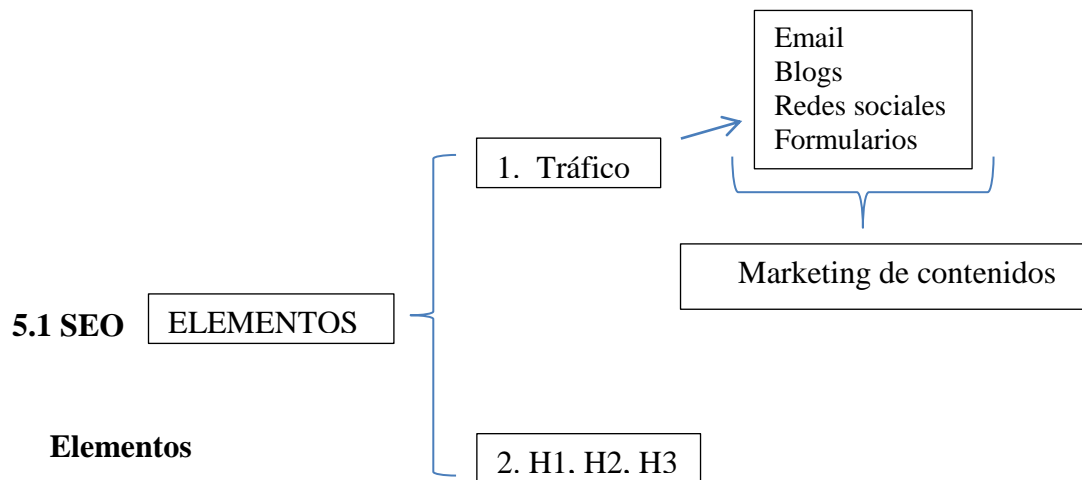 Email
Blogs
Redes sociales
Formularios
1. Tráfico
Marketing de contenidos
5.1 SEO
ELEMENTOS
Elementos
2. H1, H2, H3